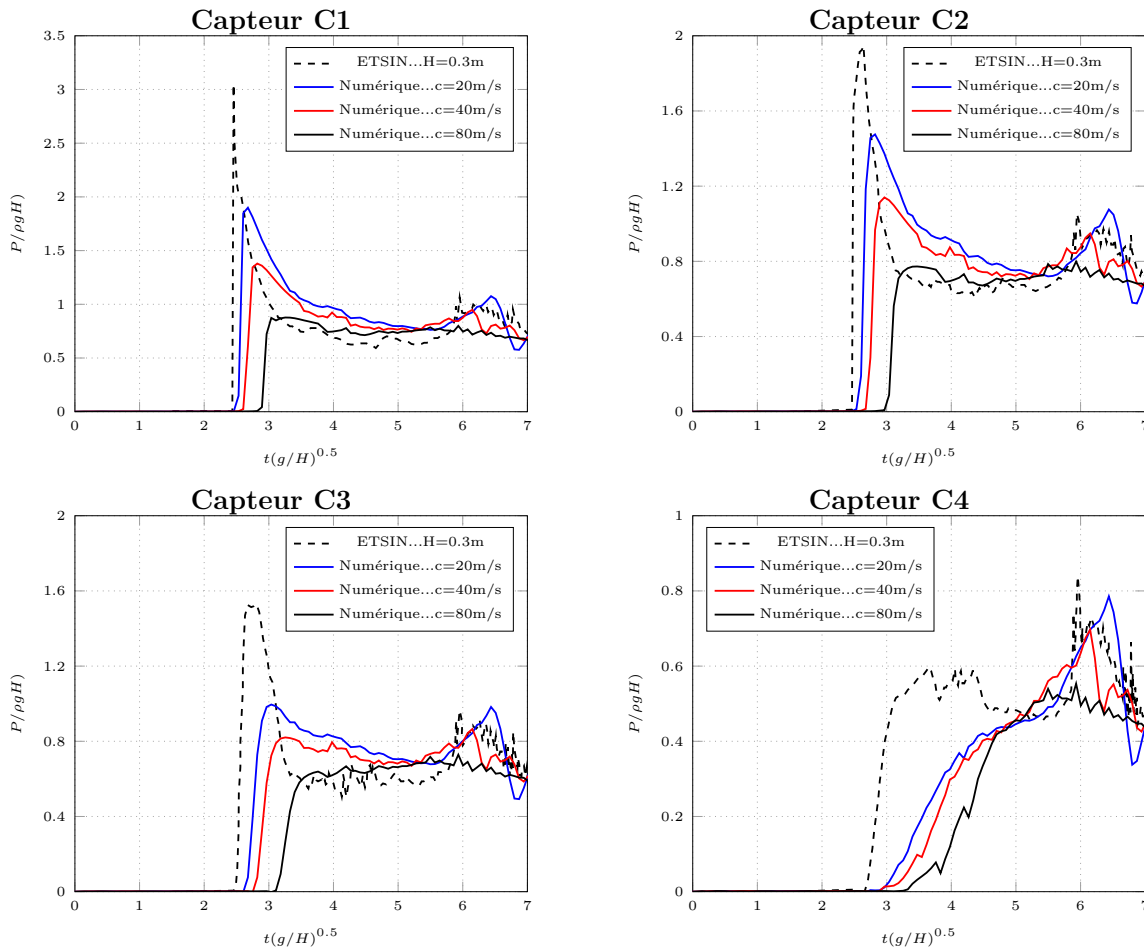 Capteur C1
3.5
3
2.5
2
1.5
1
0.5
0
P/ρgH)
ETSIN...H=0.3m
Numérique...c=20m/s
Numérique...c=40m/s
Numérique...c=80m/s
0 1 2 3 4 5 6 7
t(g/H)^0.5
Capteur C2
2
1.6
1.2
0.8
0.4
0
P/ρgH)
ETSIN...H=0.3m
Numérique...c=20m/s
Numérique...c=40m/s
Numérique...c=80m/s
0 1 2 3 4 5 6 7
t(g/H)^0.5
Capteur C3
2
1.6
1.2
0.8
0.4
0
P/ρgH)
ETSIN...H=0.3m
Numérique...c=20m/s
Numérique...c=40m/s
Numérique...c=80m/s
0 1 2 3 4 5 6 7
t(g/H)^0.5
Capteur C4
1
0.8
0.6
0.4
0.2
0
P/ρgH)
ETSIN...H=0.3m
Numérique...c=20m/s
Numérique...c=40m/s
Numérique...c=80m/s
0 1 2 3 4 5 6 7
t(g/H)^0.5